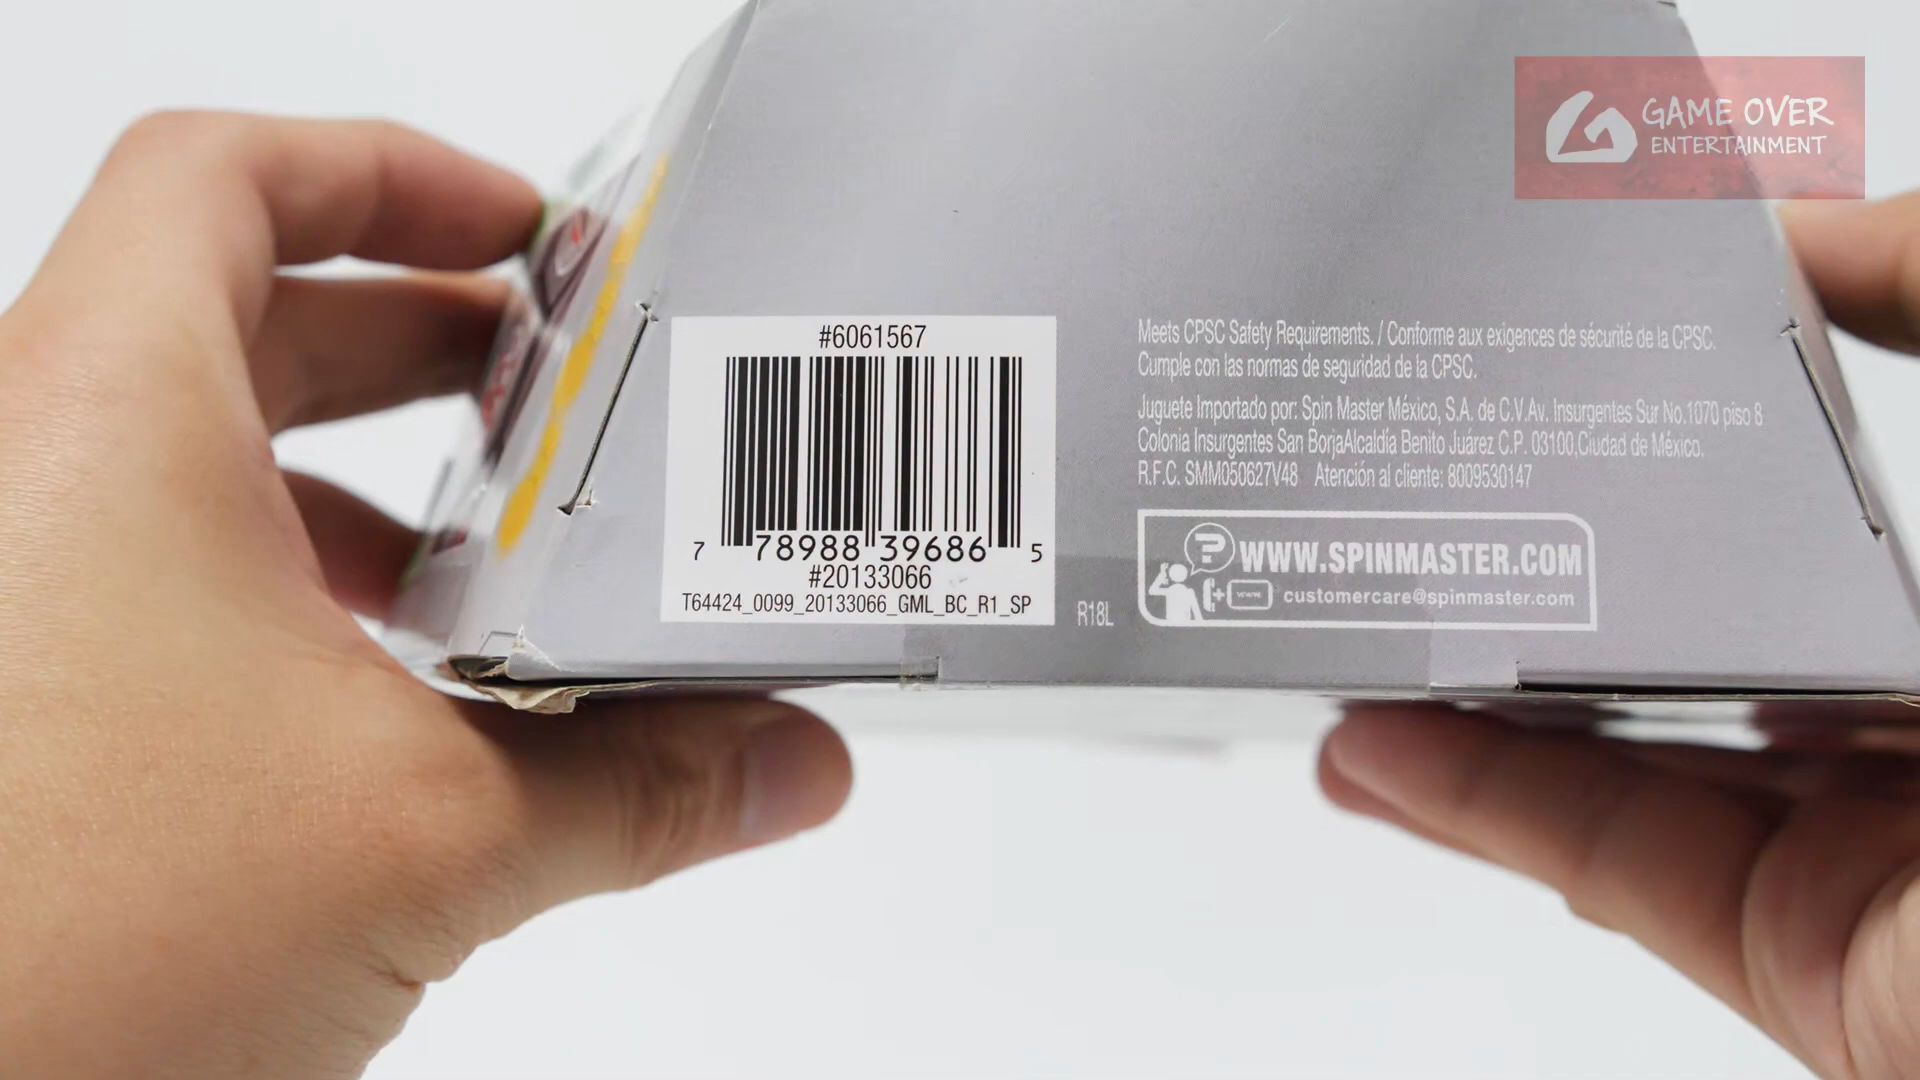 GAME OVER
ENTERTAINMENT
#6061567
7 78988 39686 5
#20133066
T64424_0099_20133066_GML_BC_R1_SP
R18L
Meets CPSC Safety Requirements. / Conforme aux exigences de sécurité de la CPSC.
Cumple con las normas de seguridad de la CPSC.
Juguete Importado por: Spin Master México, S.A. de C.V.Av. Insurgentes Sur No.1070 piso 8
Colonia Insurgentes San BorjaAlcaldía Benito Juárez C.P. 03100,Ciudad de México.
R.F.C. SMM050627V48 Atención al cliente: 8009530147
? WWW.SPINMASTER.COM
+ www customercare@spinmaster.com